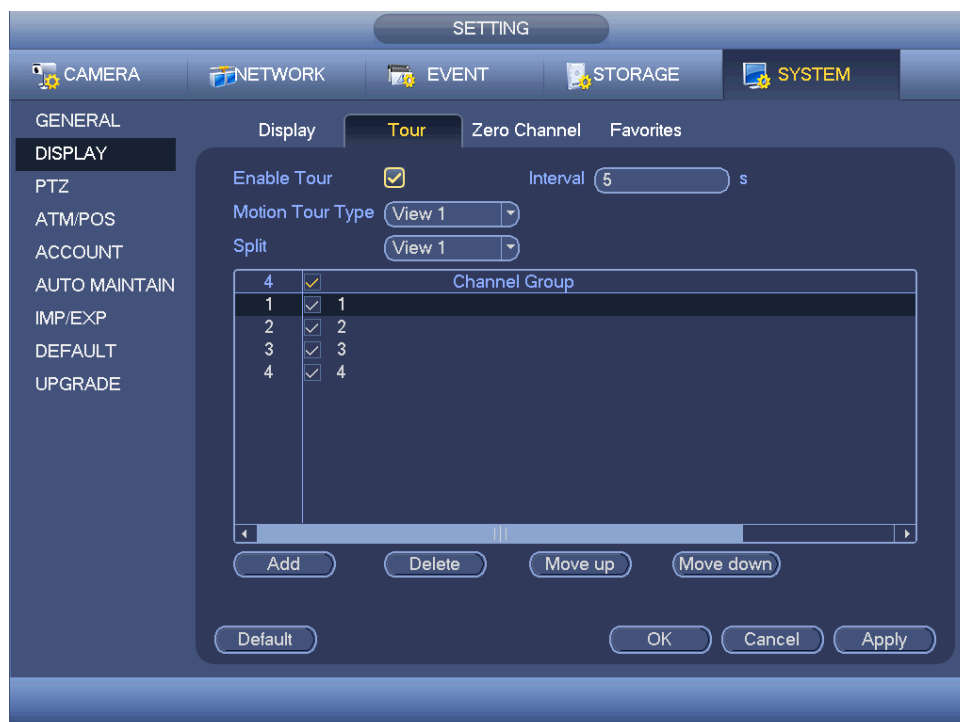 SETTING
CAMERA NETWORK EVENT STORAGE SYSTEM
GENERAL
DISPLAY
PTZ
ATM/POS
ACCOUNT
AUTO MAINTAIN
IMP/EXP
DEFAULT
UPGRADE
Display Tour Zero Channel Favorites
Enable Tour Interval 5 s
Motion Tour Type View 1
Split View 1
4 Channel Group
1 1
2 2
3 3
4 4
Add Delete Move up Move down
Default OK Cancel Apply